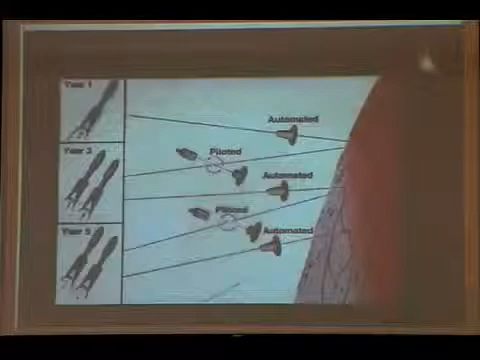 Year 1
Automated
Year 3
Piloted
Automated
Year 5
Piloted
Automated